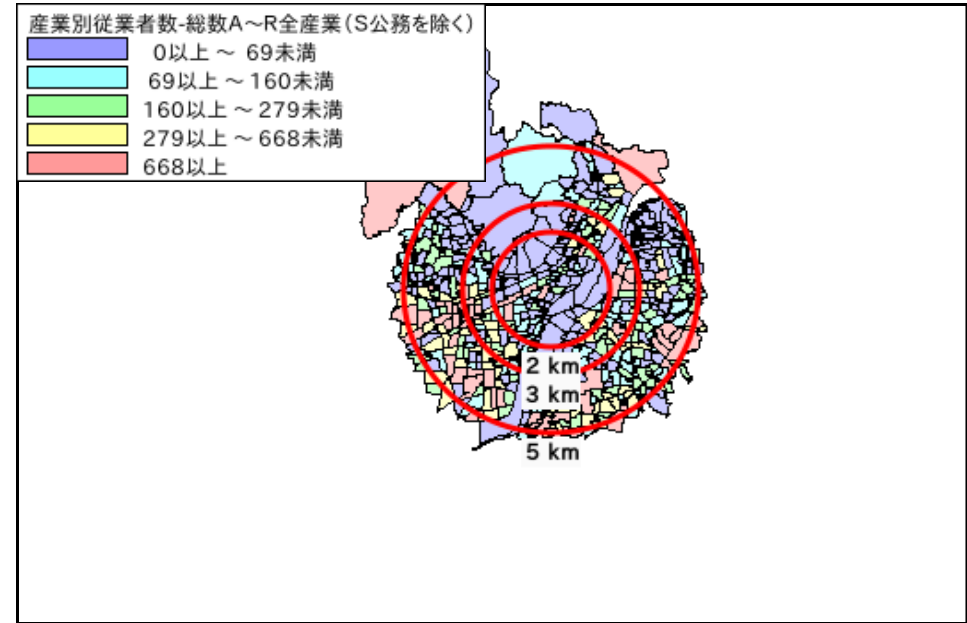 産業別従業者数-総数A～R全産業(S公務を除く)
0以上 ～ 69未満
69以上 ～ 160未満
160以上 ～ 279未満
279以上 ～ 668未満
668以上
2 km
3 km
5 km